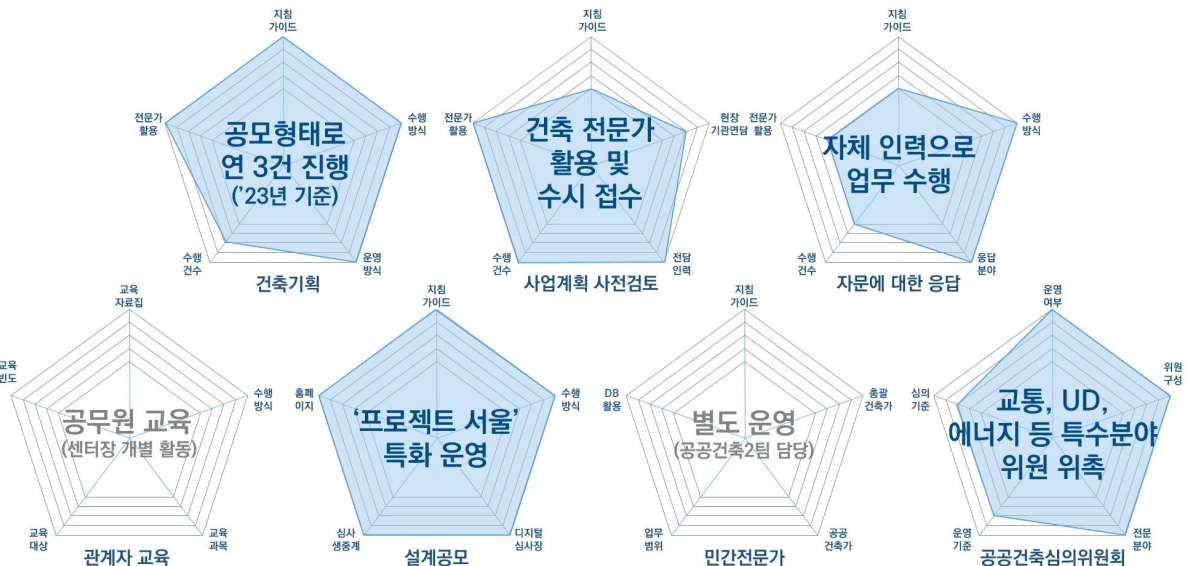 지침
가이드
전문가
활용
수행
방식
공모형태로
연 3건 진행
('23년 기준)
수행
건수
운영
방식
건축기획
지침
가이드
전문가
활용
현장
기관면담
건축 전문가
활용 및
수시 접수
수행
건수
전담
인력
사업계획 사전검토
지침
가이드
전문가
활용
수행
방식
자체 인력으로
업무 수행
수행
건수
응답
분야
자문에 대한 응답
교육
자료집
교육
빈도
수행
방식
공무원 교육
(센터장 개별 활동)
교육
대상
교육
과목
관계자 교육
지침
가이드
홈페
이지
수행
방식
‘프로젝트 서울’
특화 운영
심사
생중계
디지털
심사장
설계공모
지침
가이드
DB
활용
총괄
건축가
별도 운영
(공공건축2팀 담당)
업무
범위
공공
건축가
민간전문가
운영
여부
심의
기준
위원
구성
교통, UD,
에너지 등 특수분야
위원 위촉
운영
기준
전문
분야
공공건축심의위원회